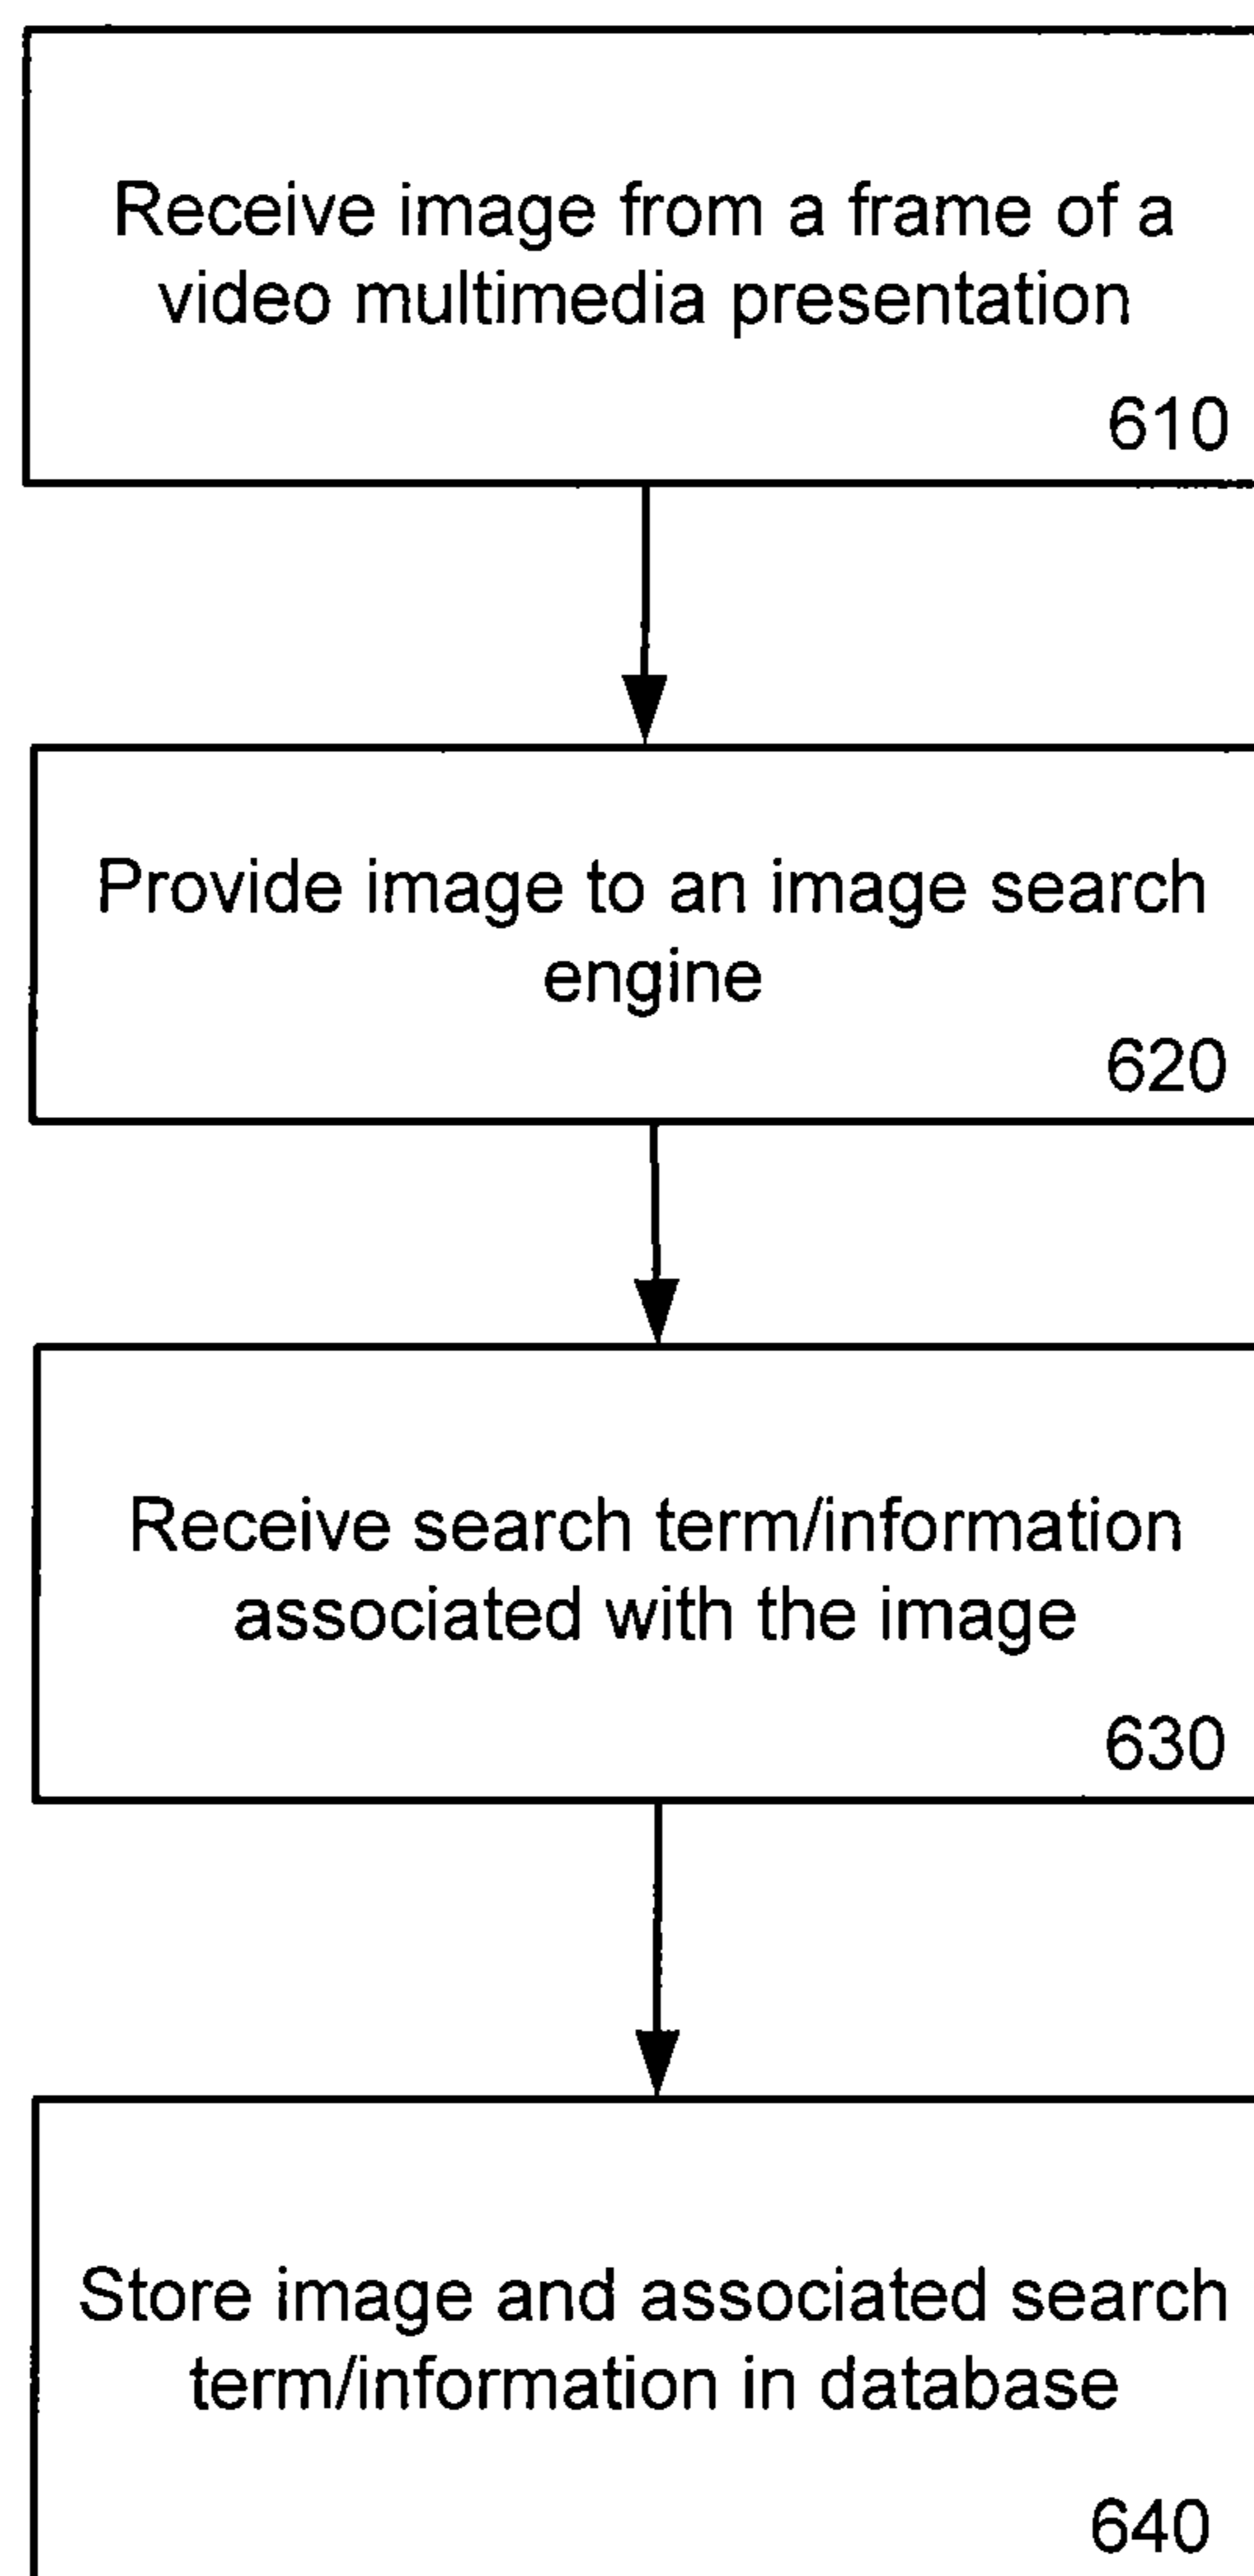 Receive image from a frame of a
video multimedia presentation
610
Provide image to an image search
engine
620
Receive search term/information
associated with the image
630
Store image and associated search
term/information in database
640